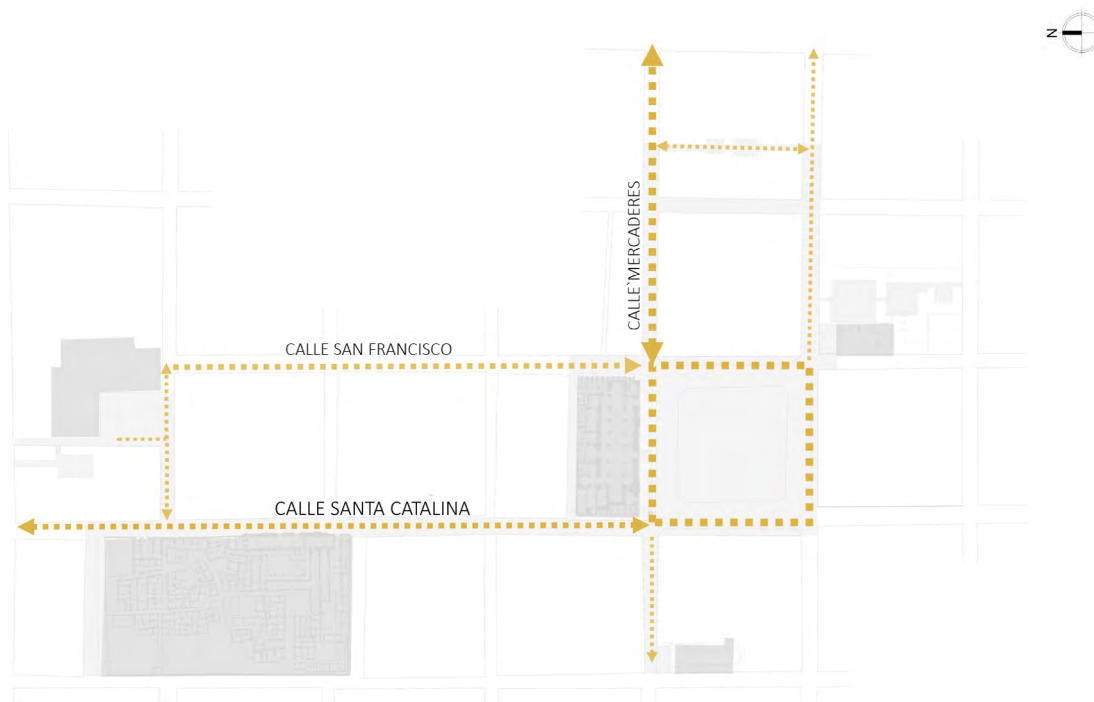 N
CALLE`MERCADERES
CALLE SAN FRANCISCO
CALLE SANTA CATALINA